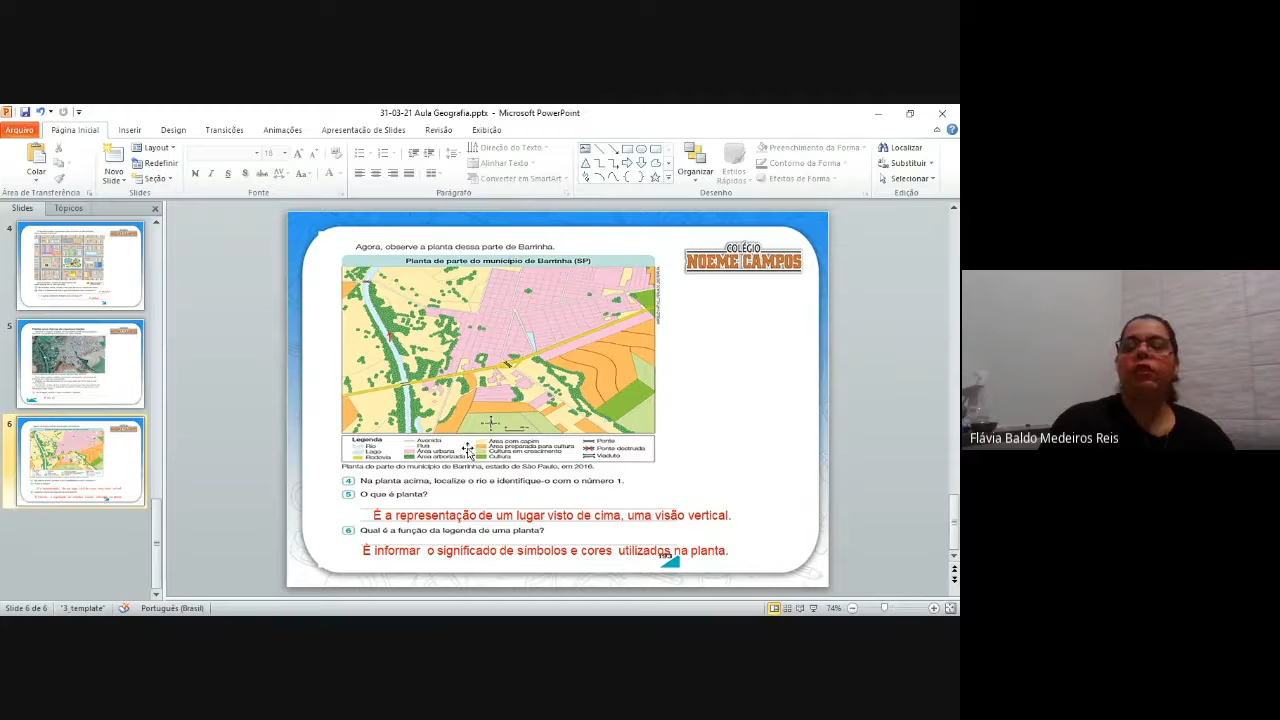 31-03-21 Aula Geografia.pptx - Microsoft PowerPoint
Arquivo Página Inicial Inserir Design Transições Animações Apresentação de Slides Revisão Exibição
Colar
Área de Transferência
Novo Slide
Layout
Redefinir
Seção
Slides
18
N I S S abc AV Aa A
Fonte
Direção do Texto
Alinhar Texto
Converter em SmartArt
Parágrafo
Organizar
Estilos Rápidos
Preenchimento da Forma
Contorno da Forma
Efeitos de Forma
Desenho
Localizar
Substituir
Selecionar
Edição
Slides Tópicos
4
5
6
Agora, observe a planta dessa parte de Barrinha.
COLÉGIO
NOEME CAMPOS
Planta de parte do município de Barrinha (SP)
Legenda
Rio
Lago
Rodovia
Avenida
Rua
Área urbana
Área arborizada
Área com capim
Área preparada para cultura
Cultura em crescimento
Cultura
Ponte
Ponte destruída
Viaduto
Planta de parte do município de Barrinha, estado de São Paulo, em 2016.
4 Na planta acima, localize o rio e identifique-o com o número 1.
5 O que é planta?
É a representação de um lugar visto de cima, uma visão vertical.
6 Qual é a função da legenda de uma planta?
É informar o significado de símbolos e cores utilizados na planta.
193
Slide 6 de 6 "3_template" Português (Brasil) 74%
Flávia Baldo Medeiros Reis